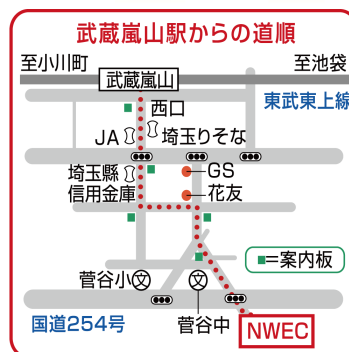 武蔵嵐山駅からの道順
至小川町
至池袋
武蔵嵐山
東武東上線
西口
JA
埼玉りそな
埼玉縣
信用金庫
GS
花友
■=案内板
菅谷小
文
文
菅谷中
国道254号
NWEC